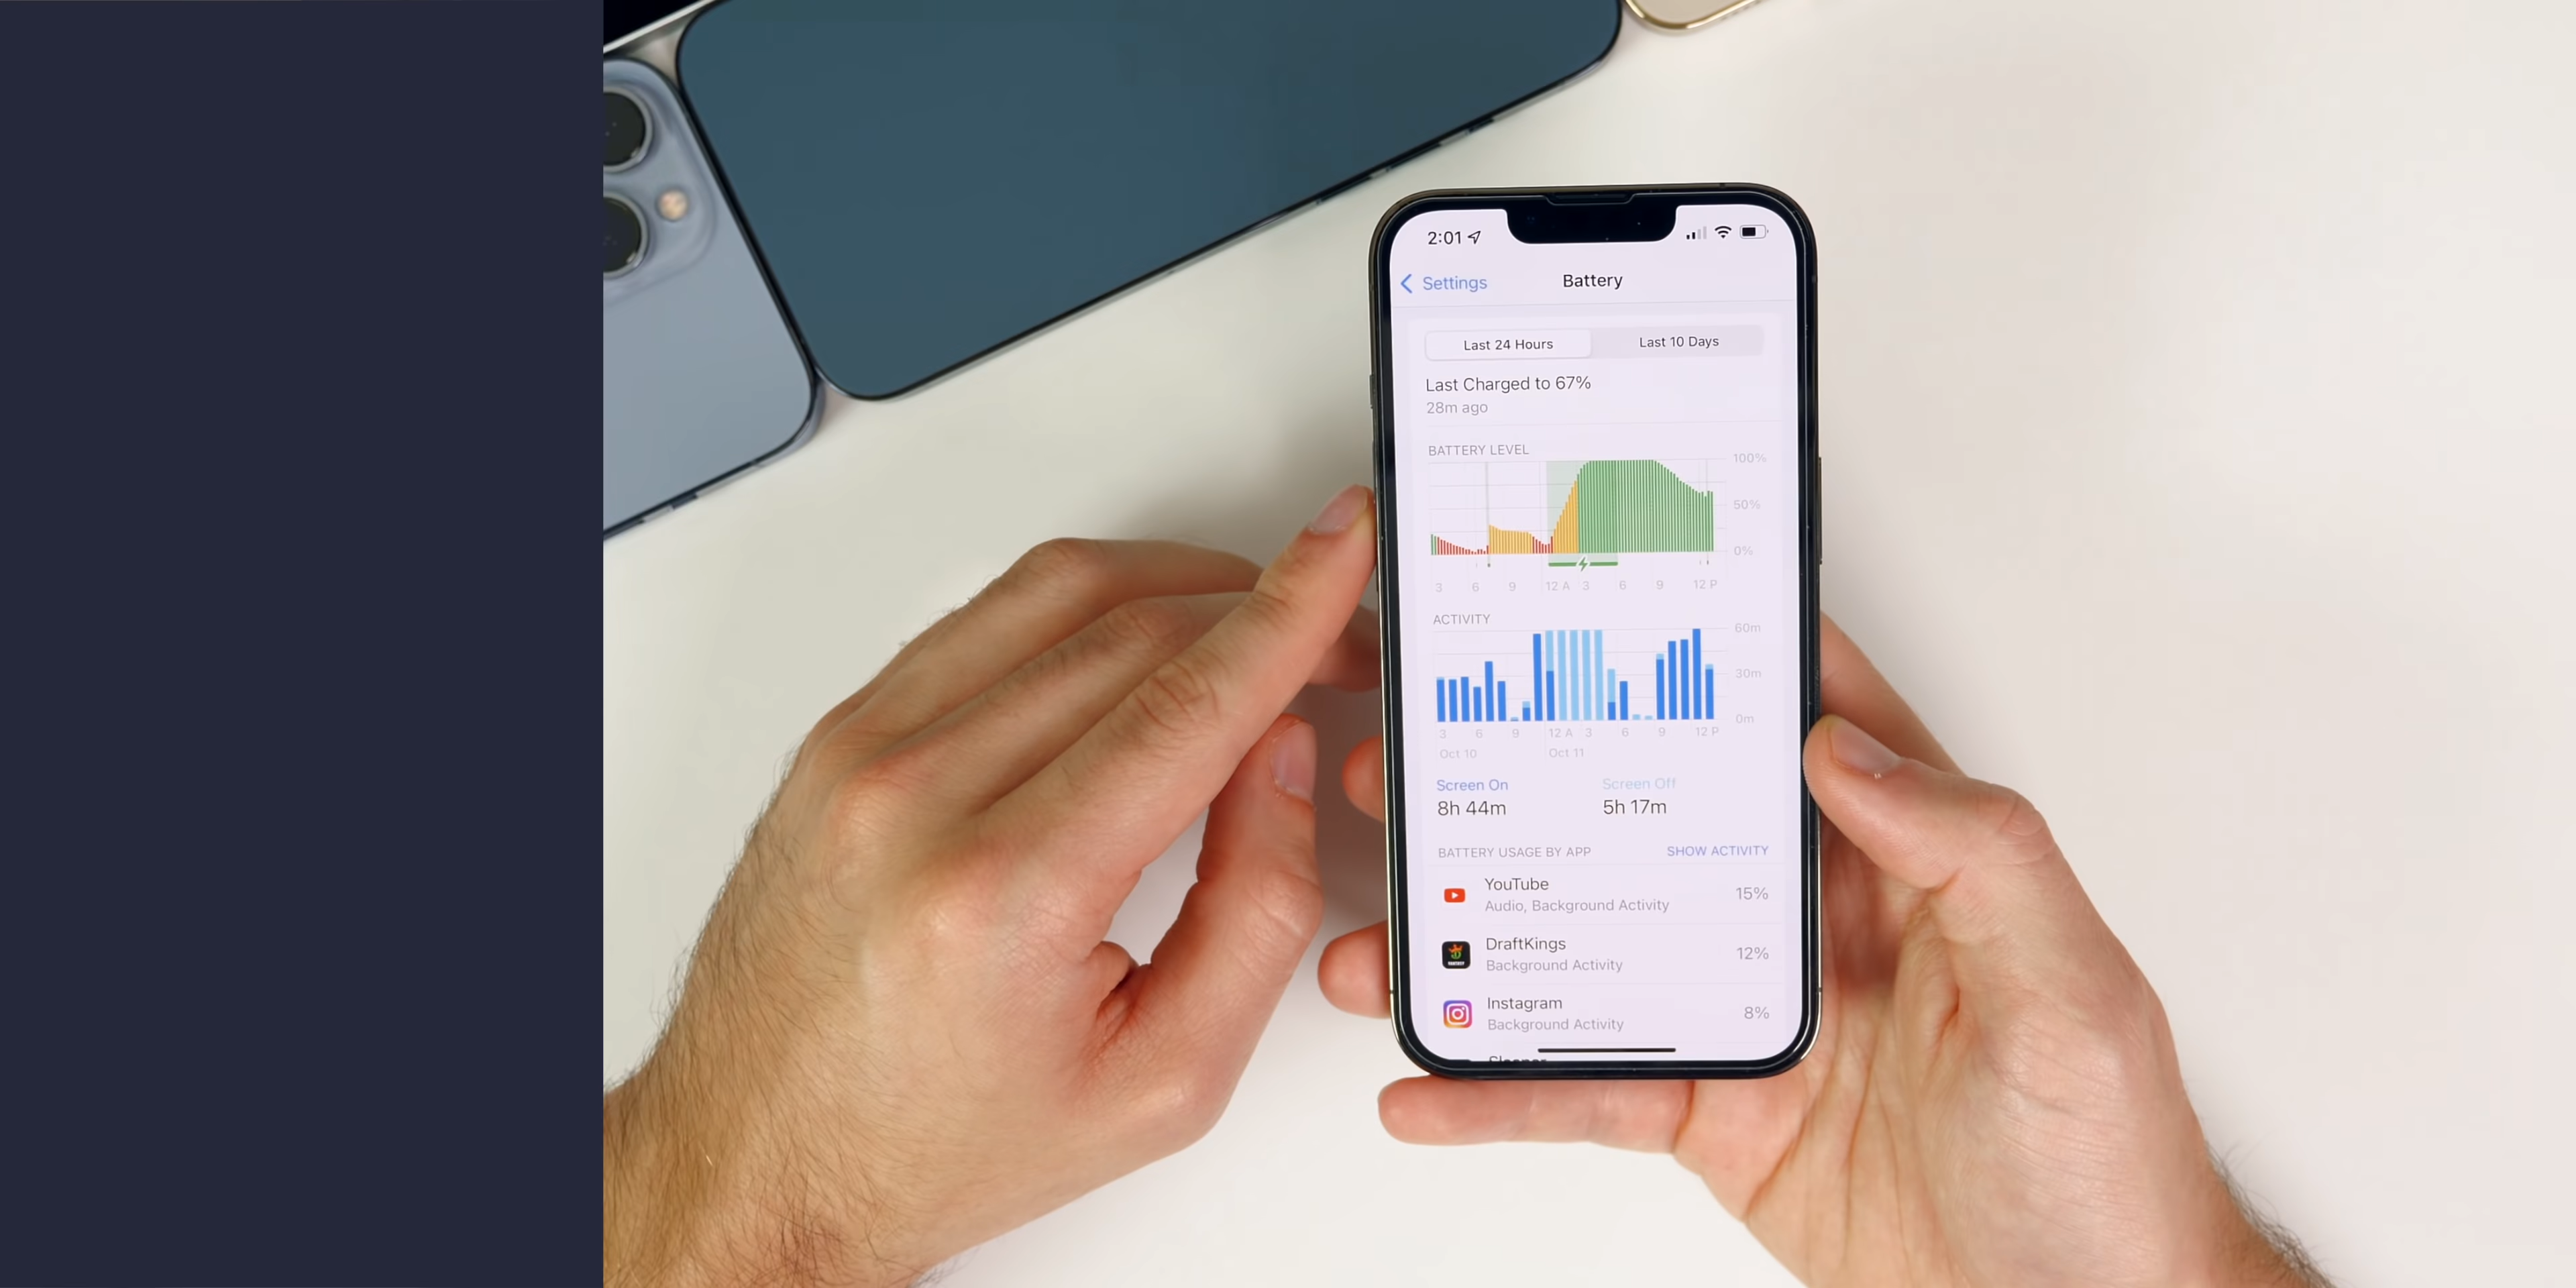 2:01
Settings
Battery
Last 24 Hours
Last 10 Days
Last Charged to 67%
28m ago
BATTERY LEVEL
100%
50%
0%
3 6 9 12 A 3 6 9 12 P
ACTIVITY
60m
30m
0m
3 6 9 12 A 3 6 9 12 P
Oct 10 Oct 11
Screen On
8h 44m
Screen Off
5h 17m
BATTERY USAGE BY APP
SHOW ACTIVITY
YouTube
Audio, Background Activity
15%
DraftKings
Background Activity
12%
Instagram
Background Activity
8%